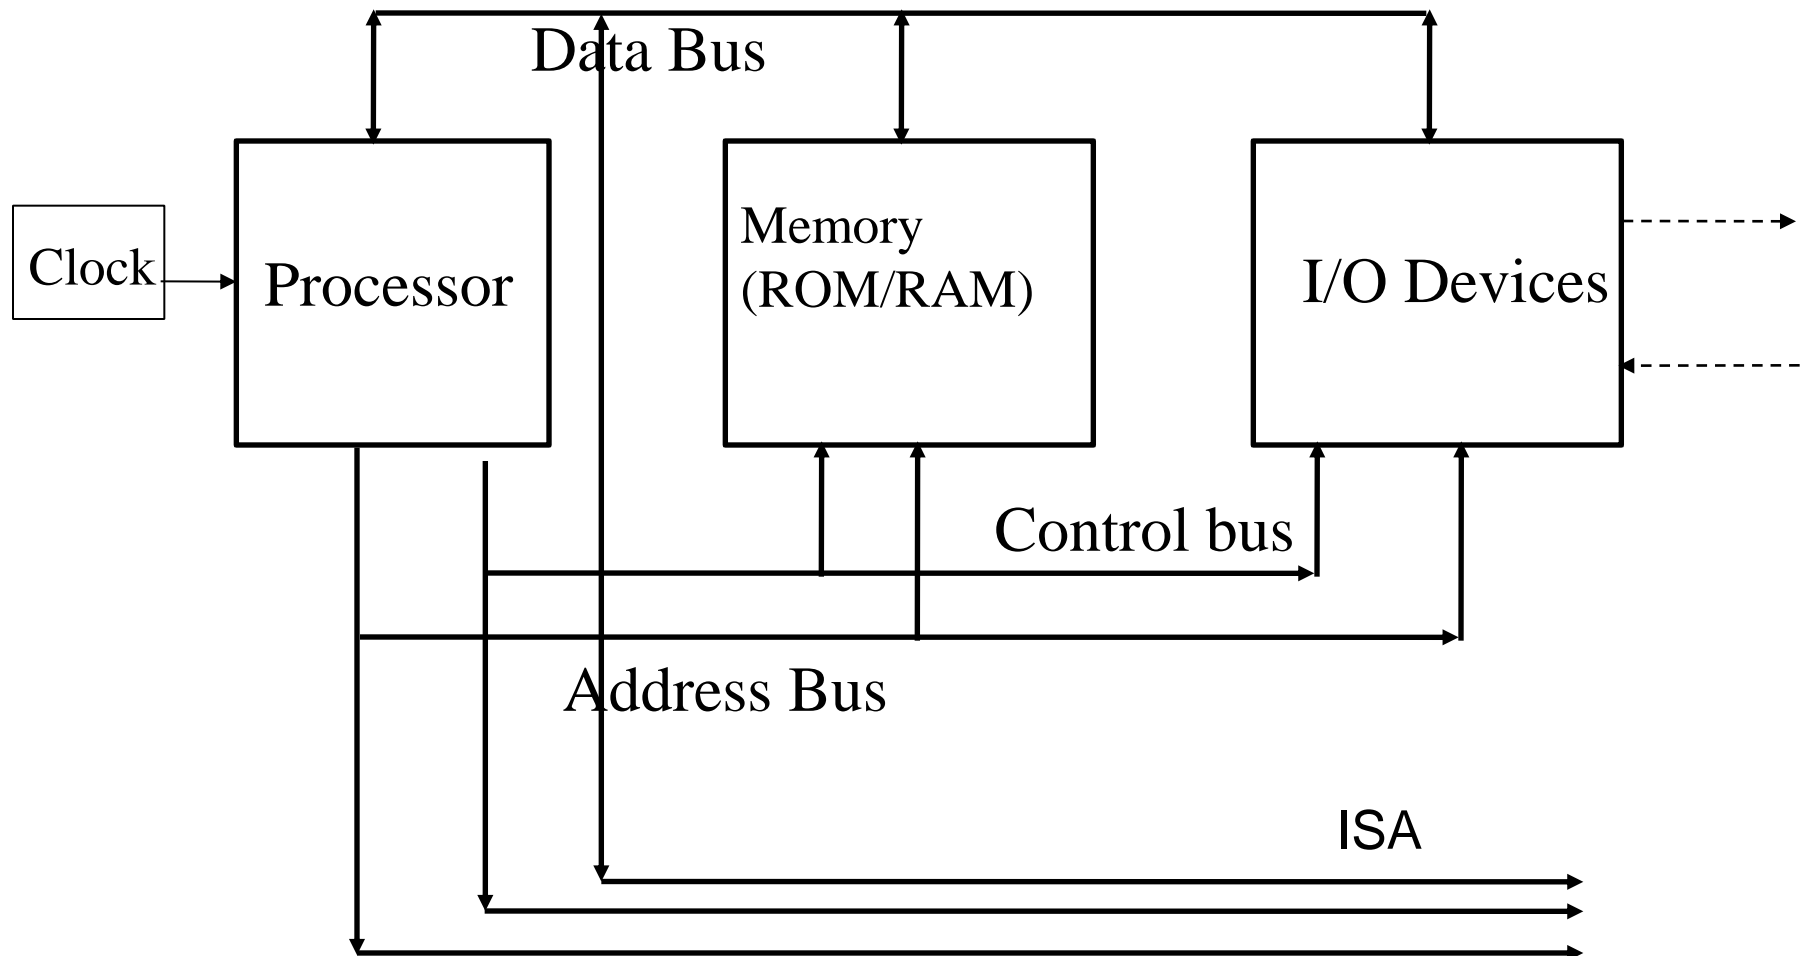 Data Bus
Clock
Processor
Memory
(ROM/RAM)
I/O Devices
Control bus
Address Bus
ISA